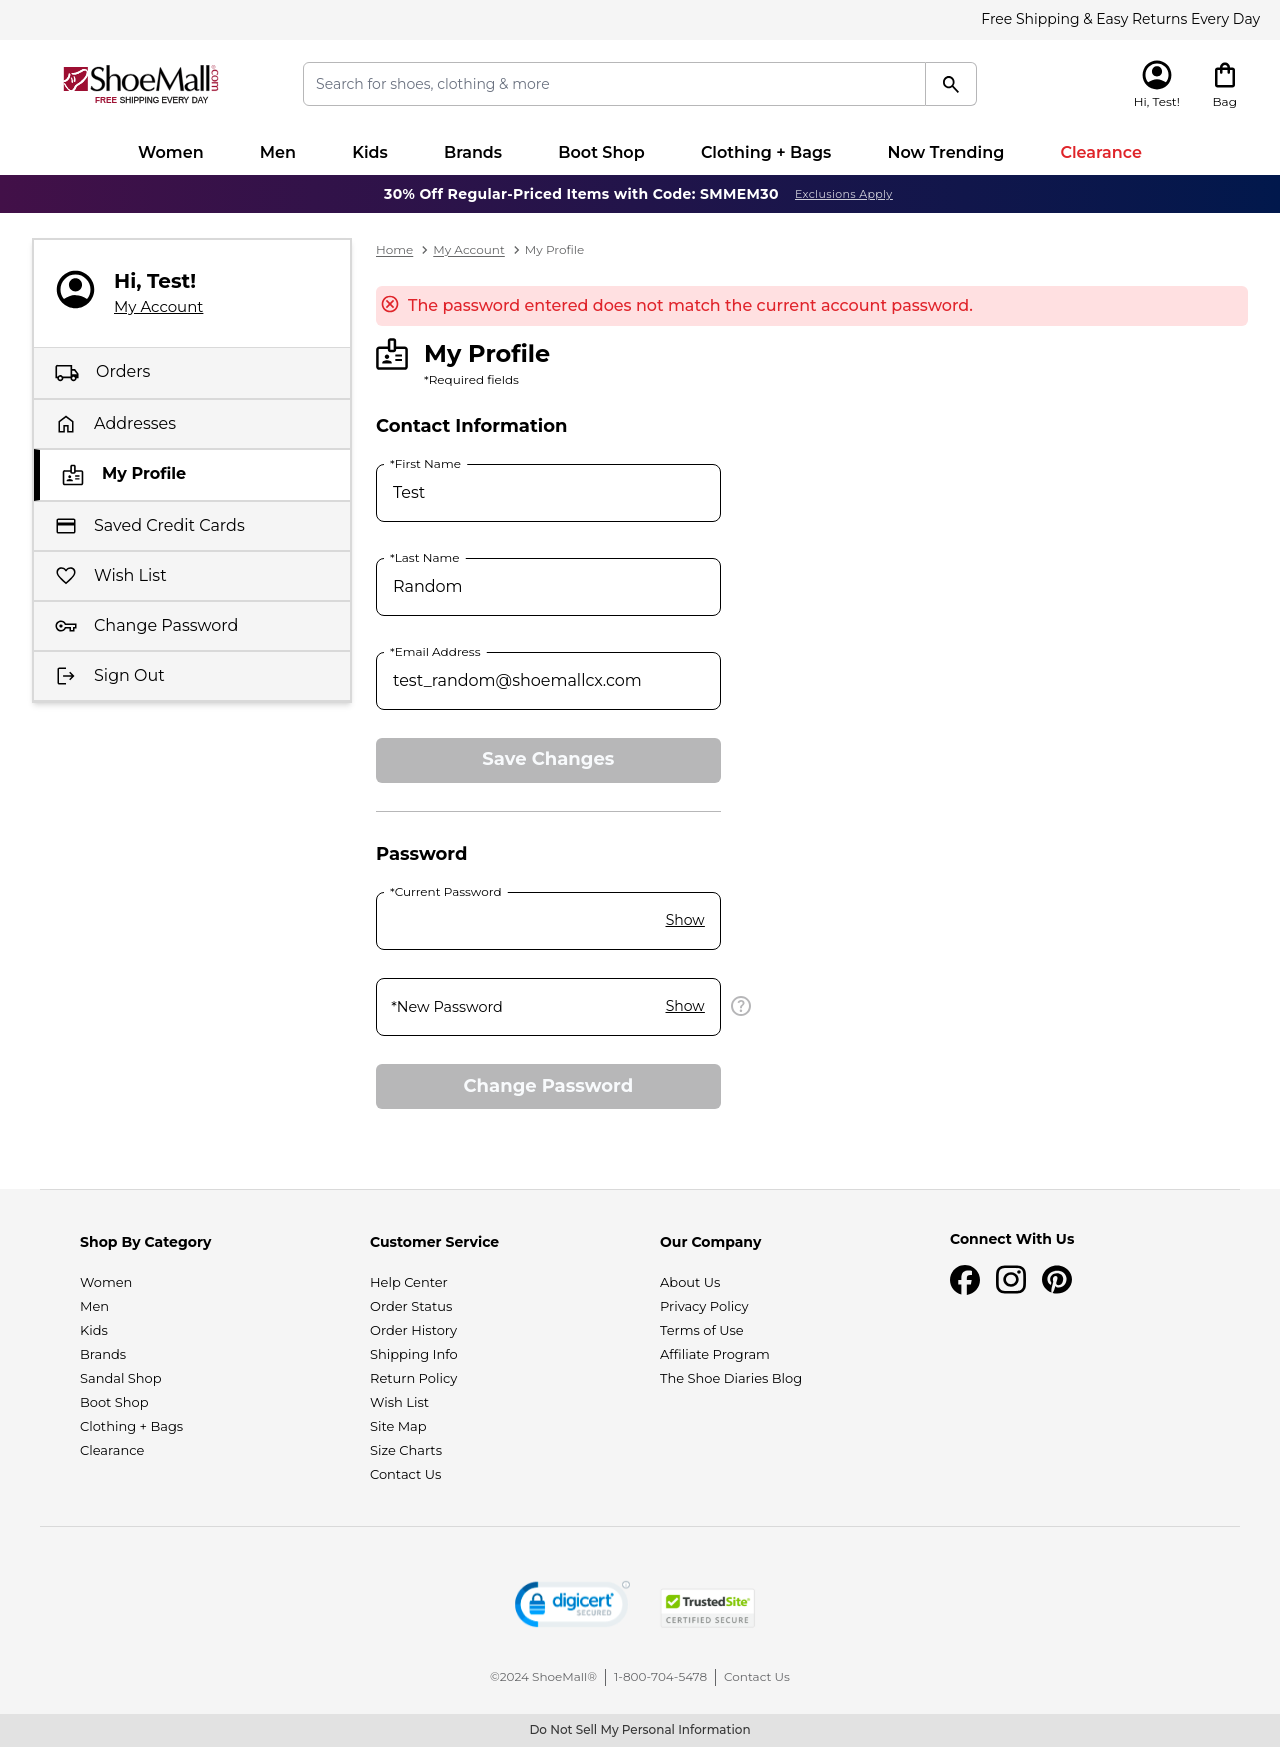 Free Shipping & Easy Returns Every Day
ShoeMall®.com
FREE SHIPPING EVERY DAY
Search for shoes, clothing & more
Hi, Test!
Bag
Women Men Kids Brands Boot Shop Clothing + Bags Now Trending Clearance
30% Off Regular-Priced Items with Code: SMMEM30 Exclusions Apply
Hi, Test!
My Account
Orders
Addresses
My Profile
Saved Credit Cards
Wish List
Change Password
Sign Out
Home > My Account > My Profile
The password entered does not match the current account password.
My Profile
*Required fields
Contact Information
*First Name
Test
*Last Name
Random
*Email Address
test_random@shoemallcx.com
Save Changes
Password
*Current Password
Show
*New Password Show ?
Change Password
Shop By Category
Women
Men
Kids
Brands
Sandal Shop
Boot Shop
Clothing + Bags
Clearance
Customer Service
Help Center
Order Status
Order History
Shipping Info
Return Policy
Wish List
Site Map
Size Charts
Contact Us
Our Company
About Us
Privacy Policy
Terms of Use
Affiliate Program
The Shoe Diaries Blog
Connect With Us
digicert®
SECURED
TrustedSite®
CERTIFIED SECURE
©2024 ShoeMall® | 1-800-704-5478 | Contact Us
Do Not Sell My Personal Information